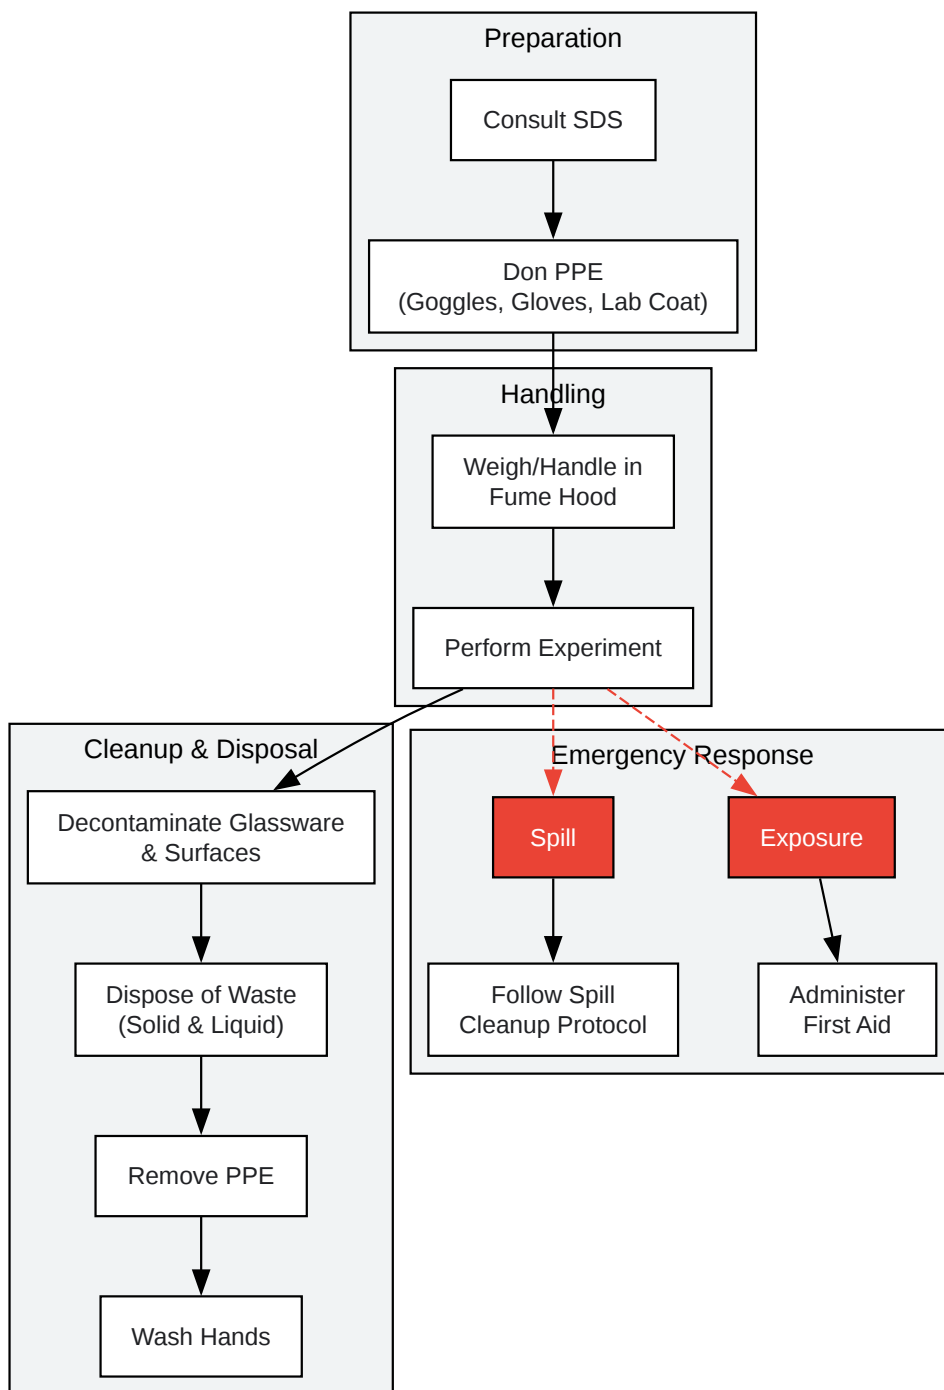 Preparation
Consult SDS
Don PPE
(Goggles, Gloves, Lab Coat)
Handling
Weigh/Handle in
Fume Hood
Perform Experiment
Cleanup & Disposal
Decontaminate Glassware
& Surfaces
Dispose of Waste
(Solid & Liquid)
Remove PPE
Wash Hands
Emergency Response
Spill
Exposure
Follow Spill
Cleanup Protocol
Administer
First Aid